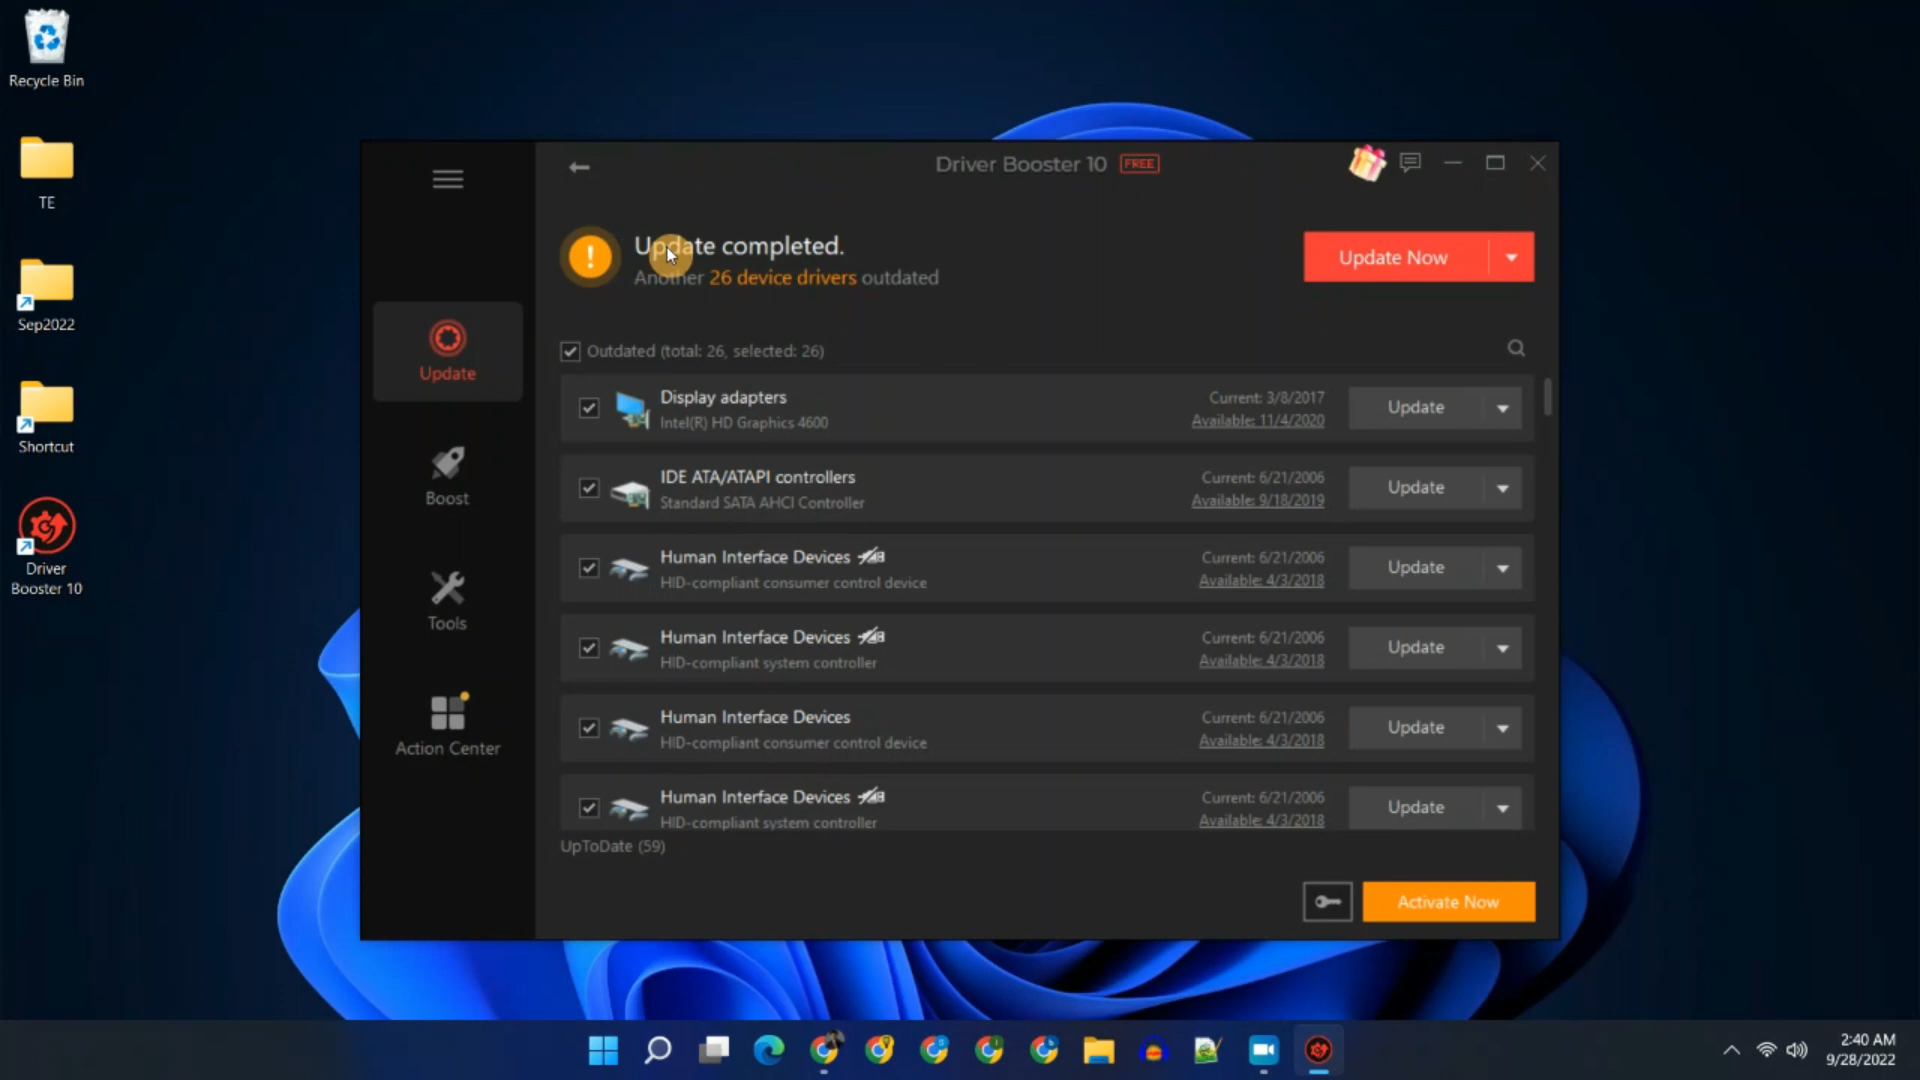 Recycle Bin
TE
Sep2022
Shortcut
Driver
Booster 10
Driver Booster 10 FREE
Update completed.
Another 26 device drivers outdated
Update Now
Update
Boost
Tools
Action Center
Outdated (total: 26, selected: 26)
Display adapters
Intel(R) HD Graphics 4600
Current: 3/8/2017
Available: 11/4/2020
Update
IDE ATA/ATAPI controllers
Standard SATA AHCI Controller
Current: 6/21/2006
Available: 9/18/2019
Update
Human Interface Devices
HID-compliant consumer control device
Current: 6/21/2006
Available: 4/3/2018
Update
Human Interface Devices
HID-compliant system controller
Current: 6/21/2006
Available: 4/3/2018
Update
Human Interface Devices
HID-compliant consumer control device
Current: 6/21/2006
Available: 4/3/2018
Update
Human Interface Devices
HID-compliant system controller
Current: 6/21/2006
Available: 4/3/2018
Update
UpToDate (59)
Activate Now
2:40 AM
9/28/2022